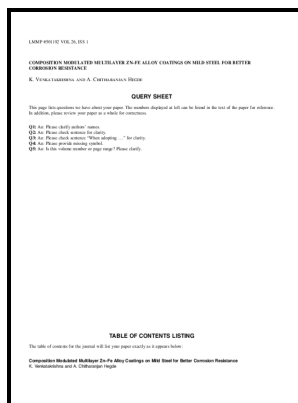 LMMP 450110J VOL 26, ISS 1
COMPOSITION MODULATED MULTILAYER ZN-FE ALLOY COATINGS ON MILD STEEL FOR BETTER
CORROSION RESISTANCE
K. VENKATAKRISHNA AND A. CHITHARANJAN HEGDE
QUERY SHEET
This page lists questions we have about your paper. The numbers displayed at left can be found in the text of the paper for reference.
In addition, please review your paper as a whole for correctness.
Q1: Au: Please clarify authors' names.
Q2: Au: Please check sentence for clarity.
Q3: Au: Please check sentence "When adopting …" for clarity.
Q4: Au: Please provide missing symbol.
Q5: Au: Is this volume number or page range? Please clarify.
TABLE OF CONTENTS LISTING
The table of contents for the journal will list your paper exactly as it appears below:
Composition Modulated Multilayer Zn-Fe Alloy Coatings on Mild Steel for Better Corrosion Resistance
K. Venkatakrishna and A. Chitharanjan Hegde